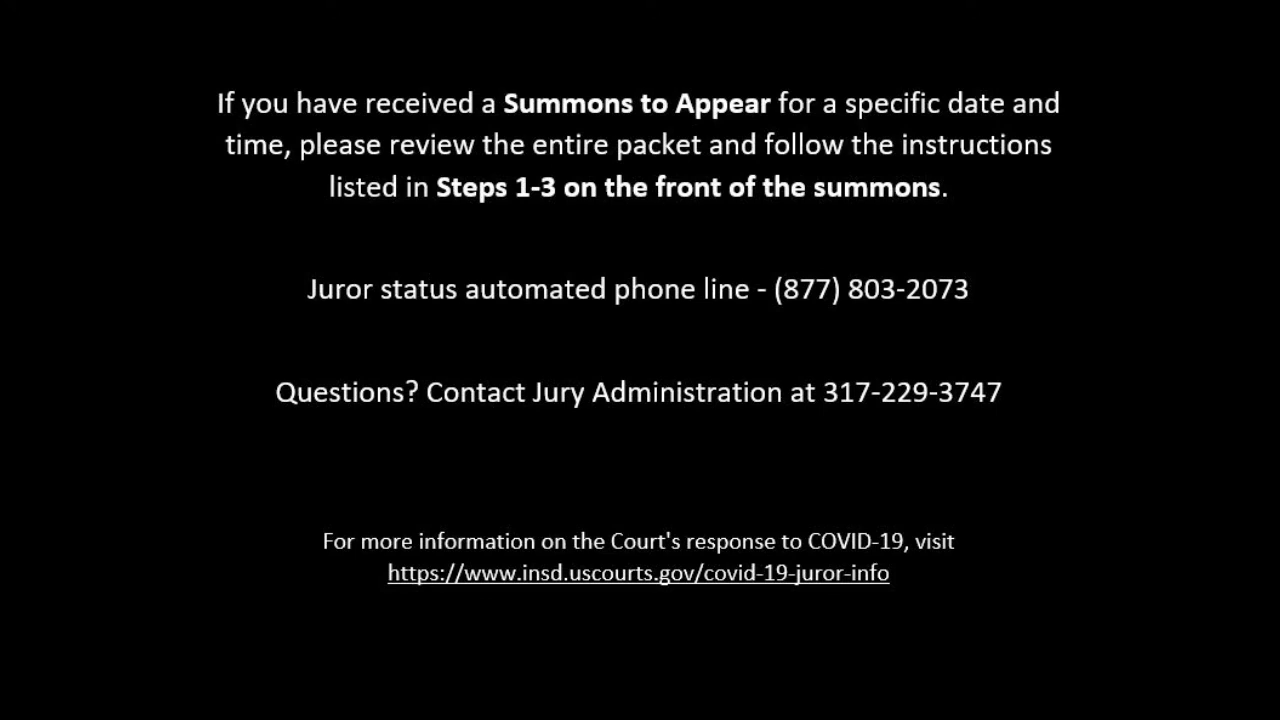 If you have received a Summons to Appear for a specific date and
time, please review the entire packet and follow the instructions
listed in Steps 1-3 on the front of the summons.
Juror status automated phone line - (877) 803-2073
Questions? Contact Jury Administration at 317-229-3747
For more information on the Court's response to COVID-19, visit
https://www.insd.uscourts.gov/covid-19-juror-info